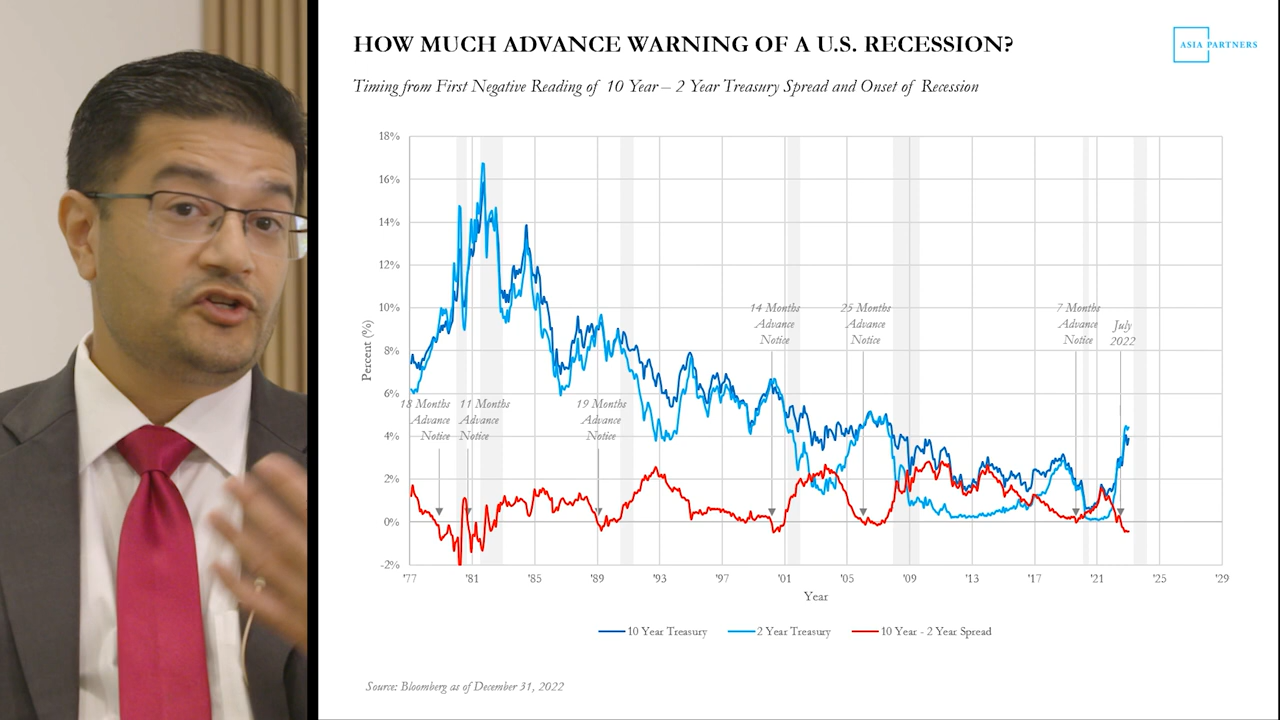 HOW MUCH ADVANCE WARNING OF A U.S. RECESSION?
ASIA PARTNERS
Timing from First Negative Reading of 10 Year – 2 Year Treasury Spread and Onset of Recession
18%
16%
14%
12%
10%
8%
6%
4%
2%
0%
-2%
Percent (%)
18 Months
Advance
Notice
11 Months
Advance
Notice
19 Months
Advance
Notice
14 Months
Advance
Notice
25 Months
Advance
Notice
7 Months
Advance
Notice
July
2022
'77 '81 '85 '89 '93 '97 '01 '05 '09 '13 '17 '21 '25 '29
Year
10 Year Treasury 2 Year Treasury 10 Year - 2 Year Spread
Source: Bloomberg as of December 31, 2022